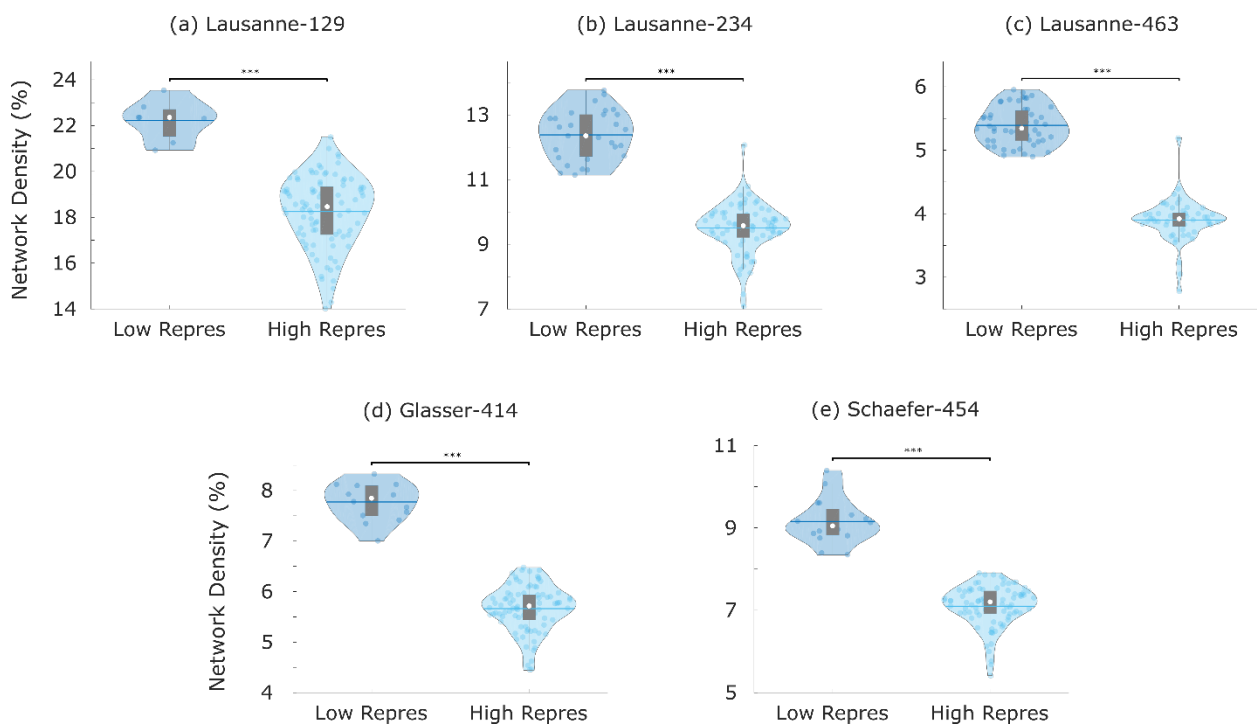 (a) Lausanne-129
(b) Lausanne-234
(c) Lausanne-463
Network Density (%)
24
22
20
18
16
14
***
Low Repres
High Repres
13
11
9
7
***
Low Repres
High Repres
6
5
4
3
***
Low Repres
High Repres
(d) Glasser-414
(e) Schaefer-454
Network Density (%)
8
7
6
5
4
***
Low Repres
High Repres
11
9
7
5
***
Low Repres
High Repres